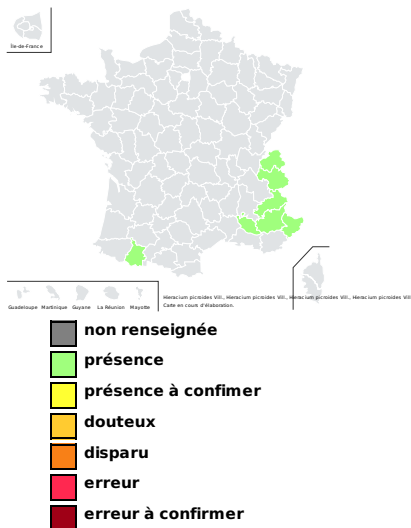 Île-de-France
Guadeloupe Martinique Guyane La Réunion Mayotte
Hieracium picroides Vill., Hieracium picroides Vill., Hieracium picroides Vill., Hieracium picroides Vill
Carte en cours d'élaboration.
non renseignée
présence
présence à confimer
douteux
disparu
erreur
erreur à confirmer